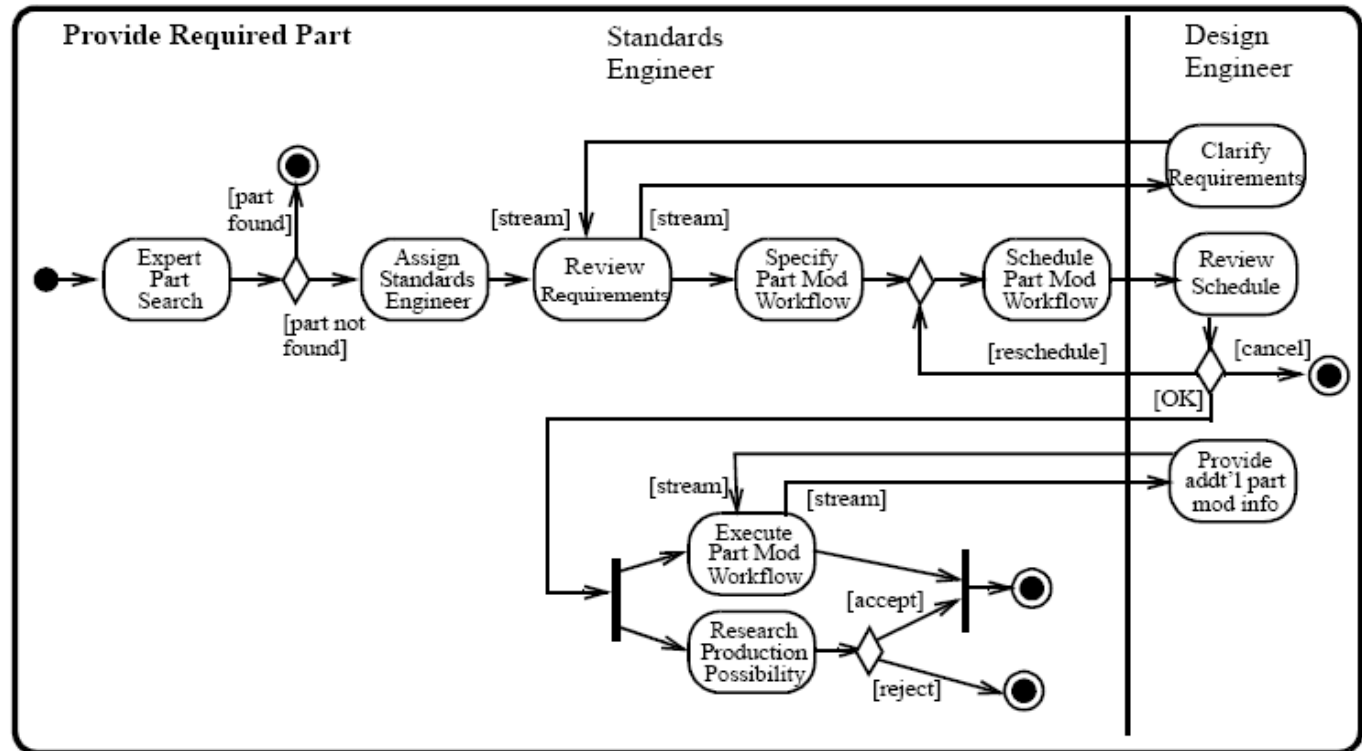 Provide Required Part
Standards
Engineer
Design
Engineer
Clarify
Requirements
[part
found]
[stream]
[stream]
Expert
Part
Search
Assign
Standards
Engineer
Review
Requirements
Specify
Part Mod
Workflow
Schedule
Part Mod
Workflow
Review
Schedule
[part not
found]
[reschedule]
[cancel]
[OK]
Provide
addt'l part
mod info
[stream]
[stream]
Execute
Part Mod
Workflow
[accept]
Research
Production
Possibility
[reject]